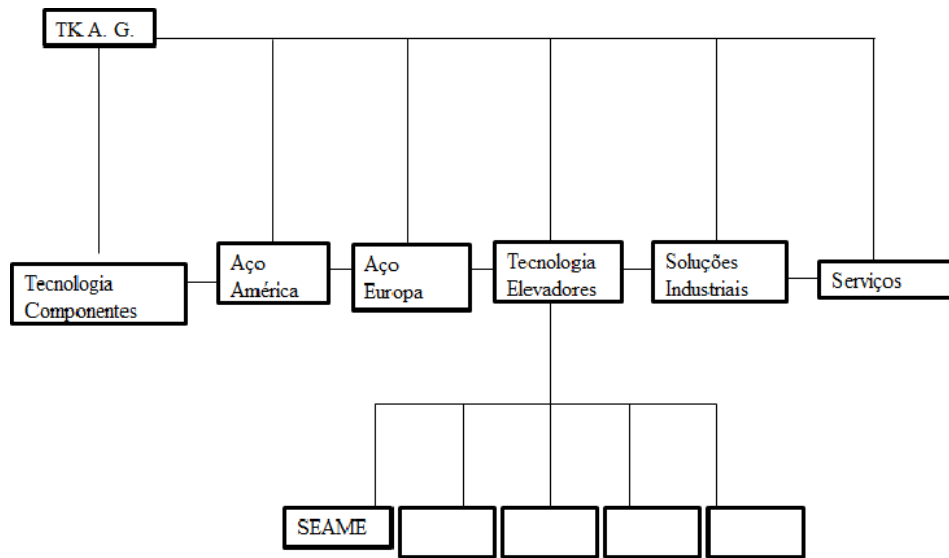 TK A. G.
Tecnologia
Componentes
Aço
América
Aço
Europa
Tecnologia
Elevadores
Soluções
Industriais
Serviços
SEAME